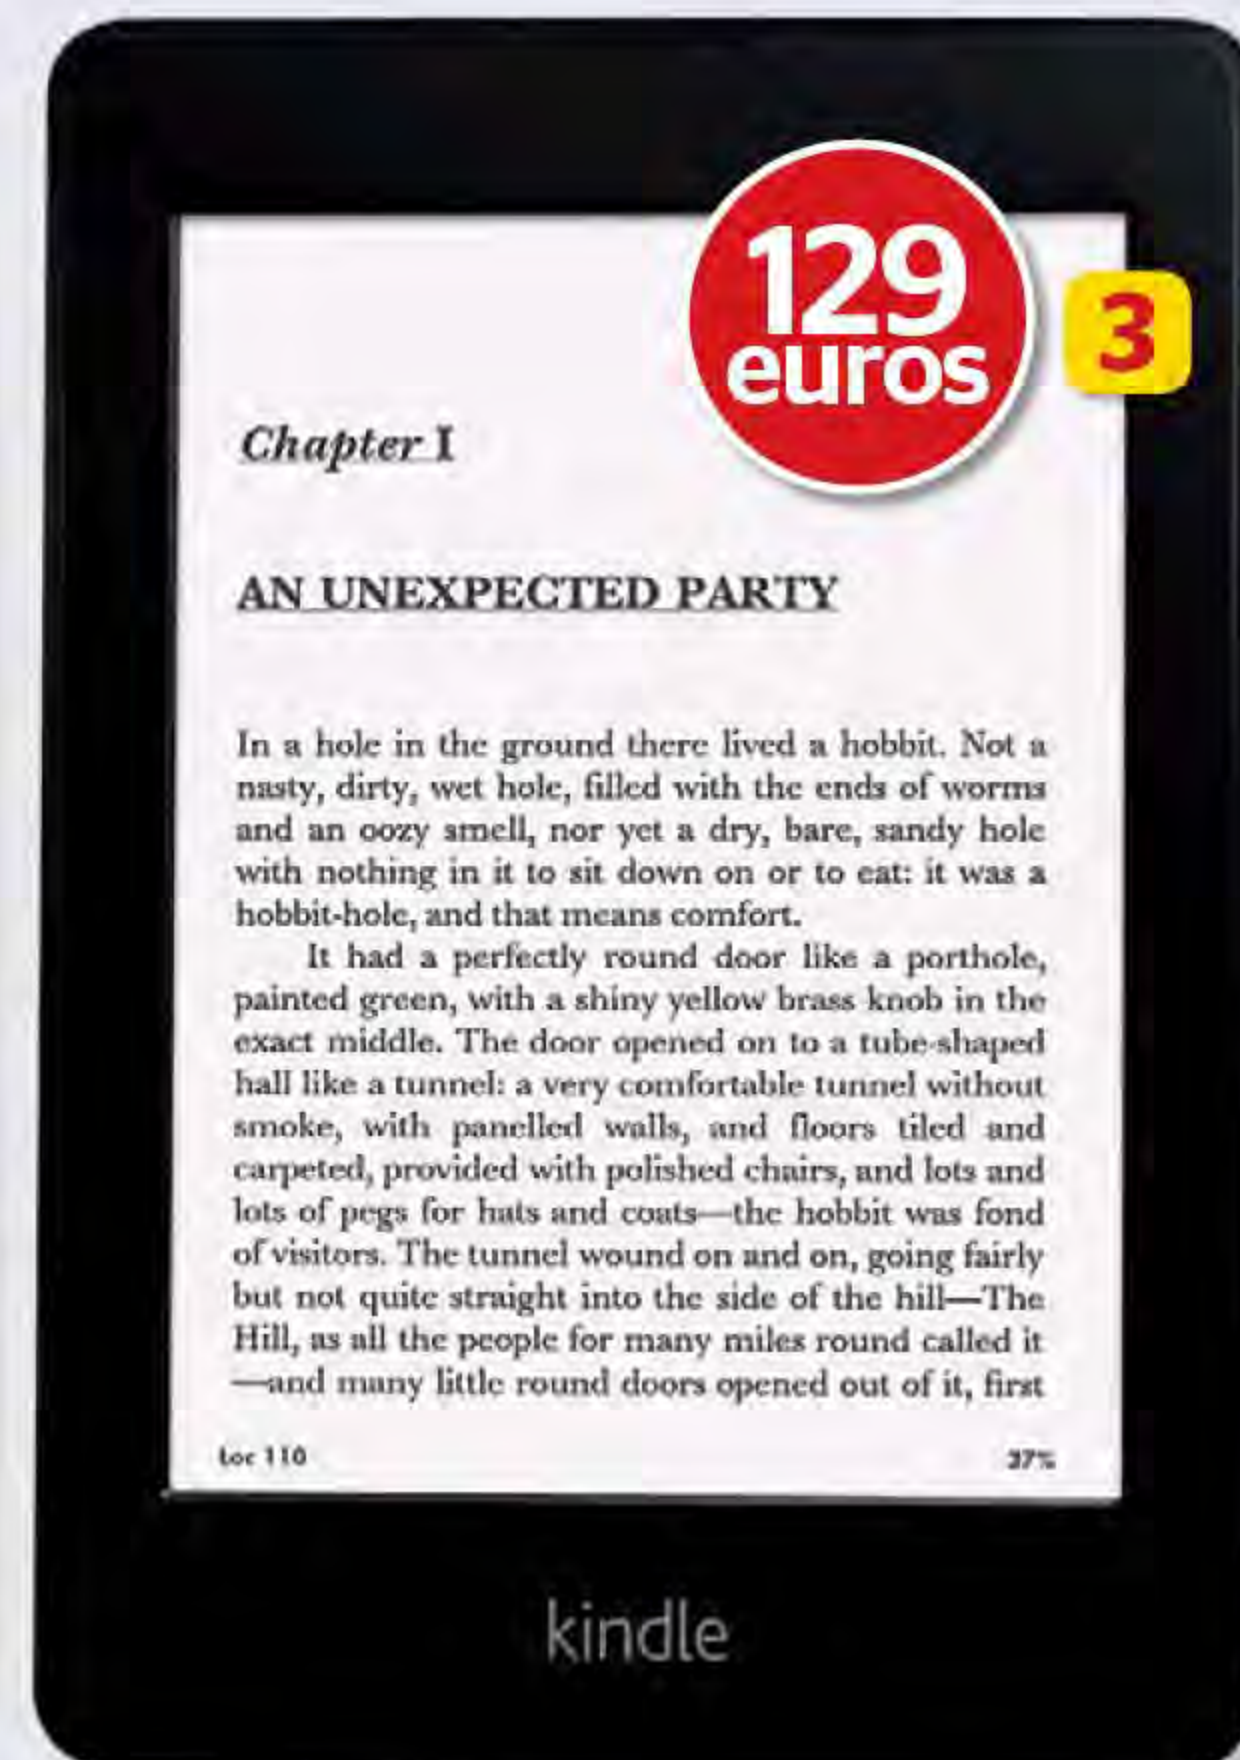 129
euros
3
Chapter I
AN UNEXPECTED PARTY
In a hole in the ground there lived a hobbit. Not a
nasty, dirty, wet hole, filled with the ends of worms
and an oozy smell, nor yet a dry, bare, sandy hole
with nothing in it to sit down on or to eat: it was a
hobbit-hole, and that means comfort.
It had a perfectly round door like a porthole,
painted green, with a shiny yellow brass knob in the
exact middle. The door opened on to a tube-shaped
hall like a tunnel: a very comfortable tunnel without
smoke, with panelled walls, and floors tiled and
carpeted, provided with polished chairs, and lots and
lots of pegs for hats and coats—the hobbit was fond
of visitors. The tunnel wound on and on, going fairly
but not quite straight into the side of the hill—The
Hill, as all the people for many miles round called it
—and many little round doors opened out of it, first
Loc 110
37%
kindle